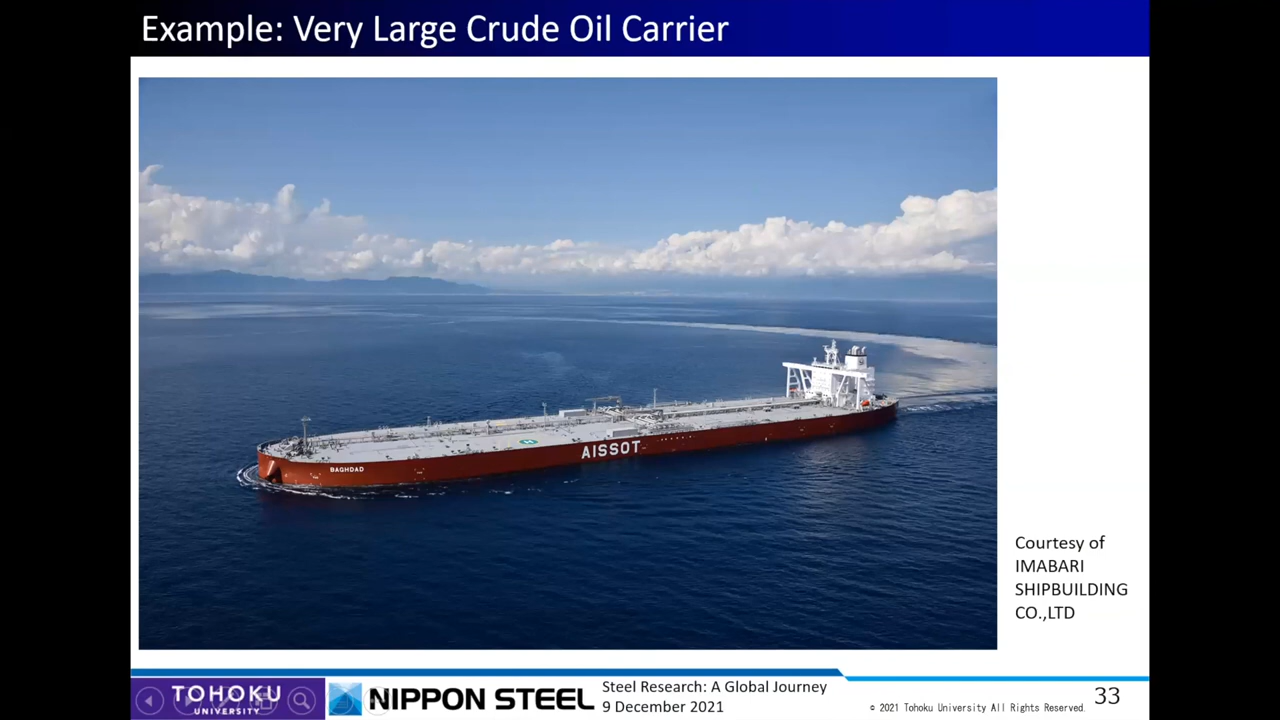 Example: Very Large Crude Oil Carrier
BAGHDAD
AISSOT
Courtesy of
IMABARI
SHIPBUILDING
CO.,LTD
TOHOKU
UNIVERSITY
NIPPON STEEL
Steel Research: A Global Journey
9 December 2021
© 2021 Tohoku University All Rights Reserved.
33